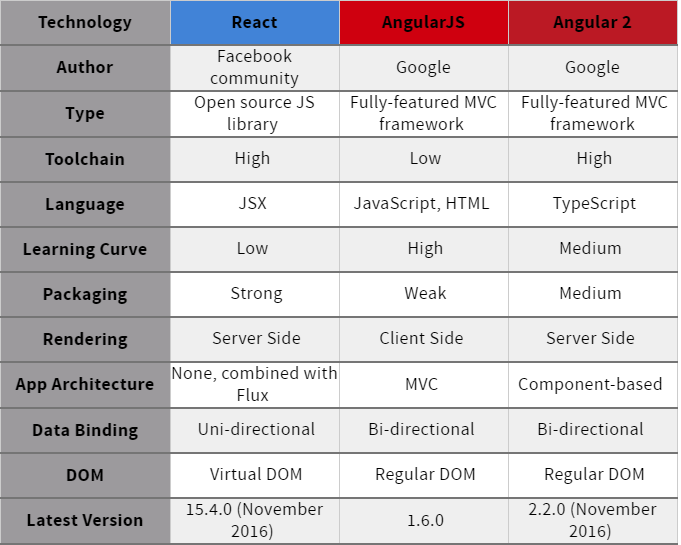 Technology React AngularJS Angular 2
Author Facebook community Google Google
Type Open source JS library Fully-featured MVC framework Fully-featured MVC framework
Toolchain High Low High
Language JSX JavaScript, HTML TypeScript
Learning Curve Low High Medium
Packaging Strong Weak Medium
Rendering Server Side Client Side Server Side
App Architecture None, combined with Flux MVC Component-based
Data Binding Uni-directional Bi-directional Bi-directional
DOM Virtual DOM Regular DOM Regular DOM
Latest Version 15.4.0 (November 2016) 1.6.0 2.2.0 (November 2016)